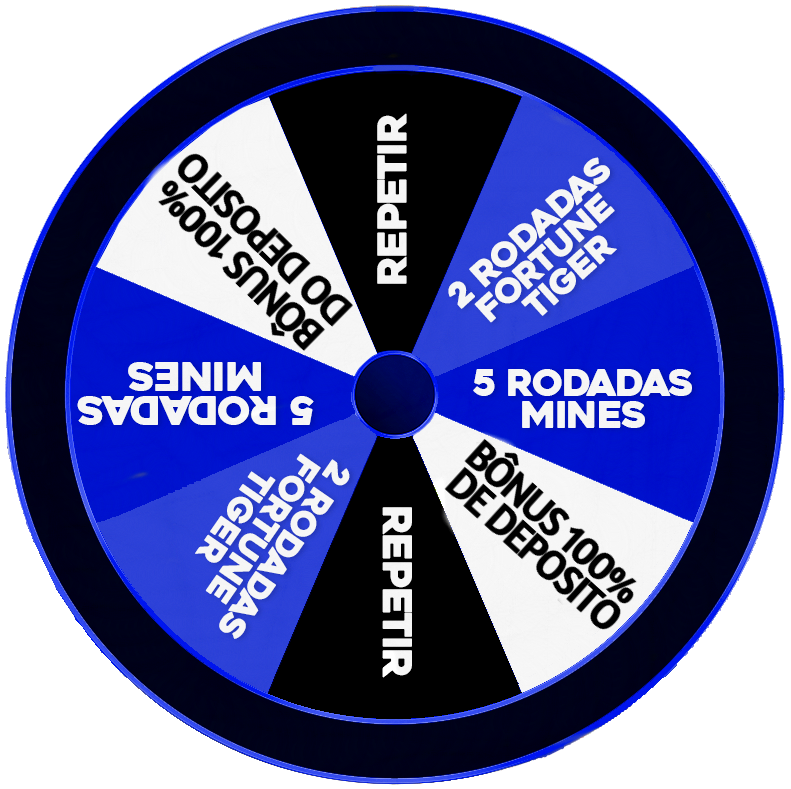 REPETIR
2 RODADAS
FORTUNE
TIGER
5 RODADAS
MINES
BÔNUS 100%
DE DEPOSITO
REPETIR
2 RODADAS
FORTUNE
TIGER
5 RODADAS
MINES
BÔNUS 100%
DO DEPOSITO